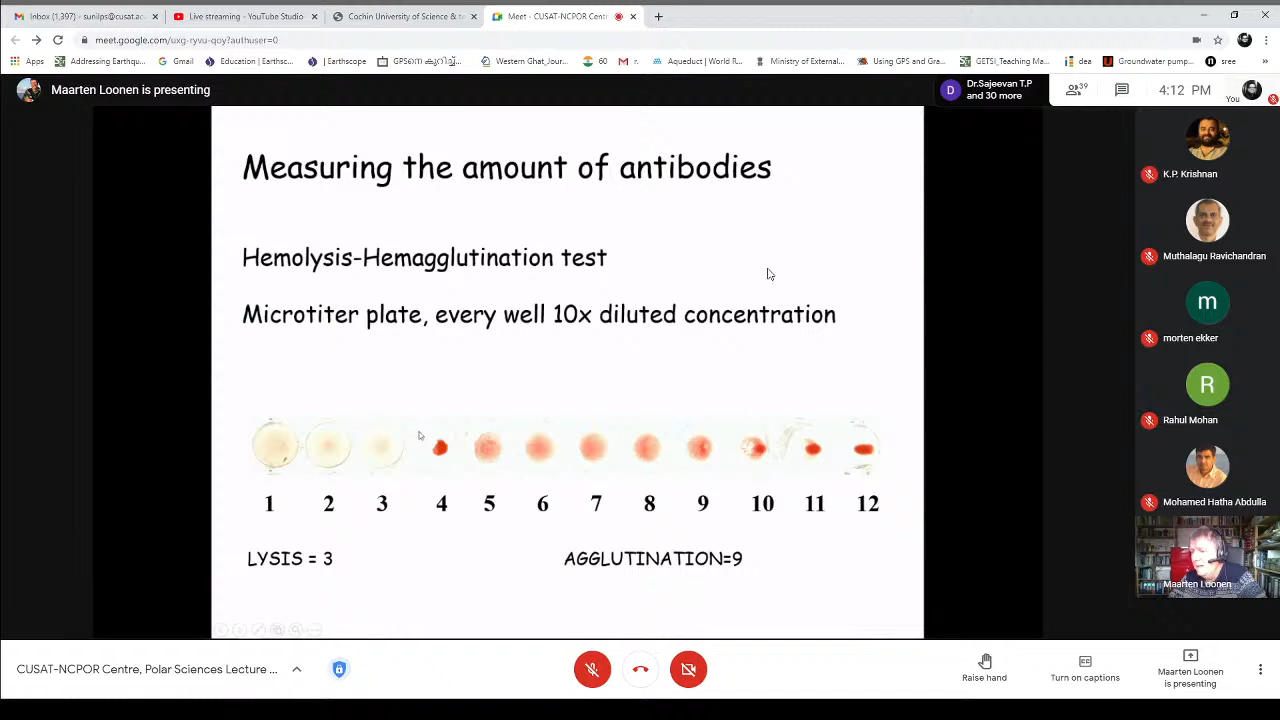 Inbox (1,397) - sunilps@cusat.ac
Live streaming - YouTube Studio
Cochin University of Science & te
Meet - CUSAT-NCPOR Centr
meet.google.com/uxg-ryvu-qoy?authuser=0
Apps
Addressing Earthqu...
Gmail
Education | Earthsc...
| Earthscope
Western Ghat_Jour...
60
r.
Aqueduct | World R...
Ministry of External...
Using GPS and Gra...
GETSI_Teaching Ma...
dea
Groundwater pump...
sree
Maarten Loonen is presenting
D
Dr.Sajeevan T.P
and 30 more
39
4:12 PM
You
Measuring the amount of antibodies
Hemolysis-Hemagglutination test
Microtiter plate, every well 10x diluted concentration
1 2 3 4 5 6 7 8 9 10 11 12
LYSIS = 3 AGGLUTINATION=9
K.P. Krishnan
Muthalagu Ravichandran
m
morten ekker
R
Rahul Mohan
Mohamed Hatha Abdulla
Maarten Loonen
CUSAT-NCPOR Centre, Polar Sciences Lecture ...
Raise hand
Turn on captions
Maarten Loonen
is presenting